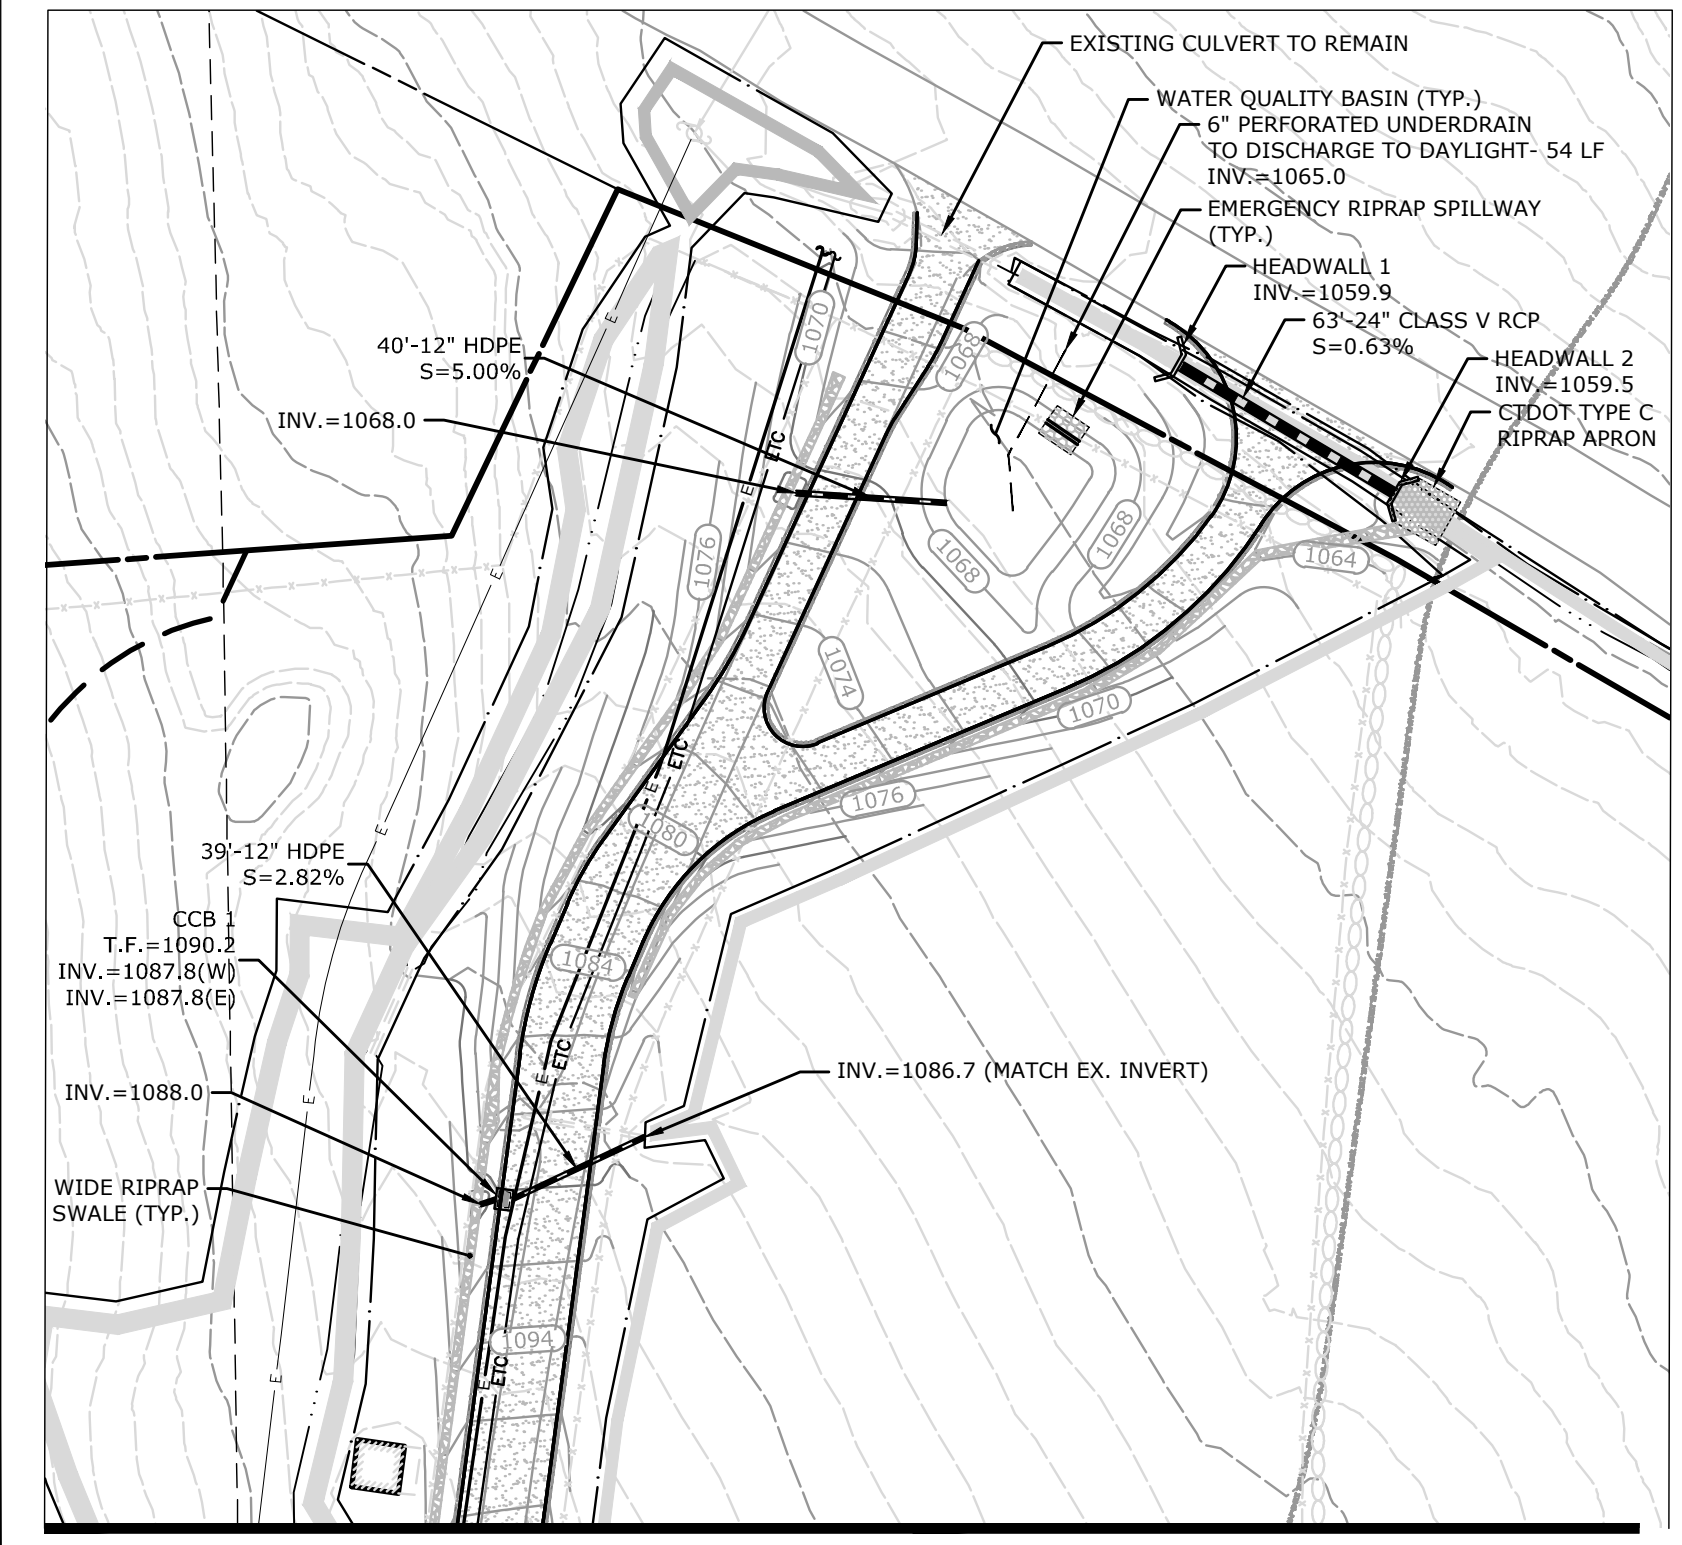 EXISTING CULVERT TO REMAIN
WATER QUALITY BASIN (TYP.)
6" PERFORATED UNDERDRAIN
TO DISCHARGE TO DAYLIGHT- 54 LF
INV.=1065.0
EMERGENCY RIPRAP SPILLWAY
(TYP.)
HEADWALL 1
INV.=1059.9
63'-24" CLASS V RCP
S=0.63%
HEADWALL 2
INV.=1059.5
CTDOT TYPE C
RIPRAP APRON
E
1070
1068
40'-12" HDPE
S=5.00%
INV.=1068.0
ETC
E
1076
1068
1068
1064
E
1074
1070
ETC
E
1076
1080
E
39'-12" HDPE
S=2.82%
CCB 1
T.F.=1090.2
INV.=1087.8(W)
INV.=1087.8(E)
1084
ETC
E
INV.=1086.7 (MATCH EX. INVERT)
INV.=1088.0
E
WIDE RIPRAP
SWALE (TYP.)
1094
ETC
E
E